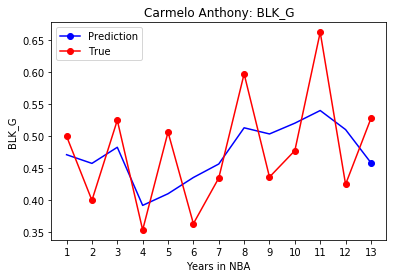 Carmelo Anthony: BLK_G
Prediction
True
0.65
0.60
0.55
0.50
0.45
0.40
0.35
BLK_G
1 2 3 4 5 6 7 8 9 10 11 12 13
Years in NBA